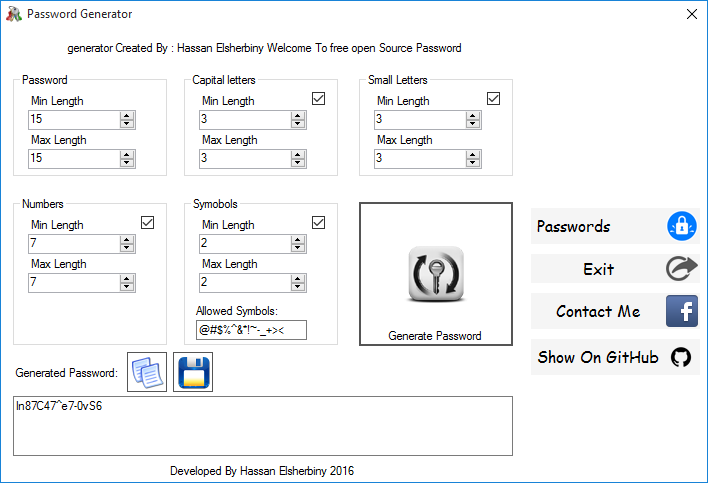 Password Generator
generator Created By : Hassan Elsherbiny Welcome To free open Source Password
Password
Min Length
15
Max Length
15
Capital letters
Min Length
3
Max Length
3
Small Letters
Min Length
3
Max Length
3
Numbers
Min Length
7
Max Length
7
Symobols
Min Length
2
Max Length
2
Allowed Symbols:
@#$%^&*!~-_+><
Generate Password
Passwords
Exit
Contact Me
Show On GitHub
Generated Password:
In87C47^e7-0vS6
Developed By Hassan Elsherbiny 2016